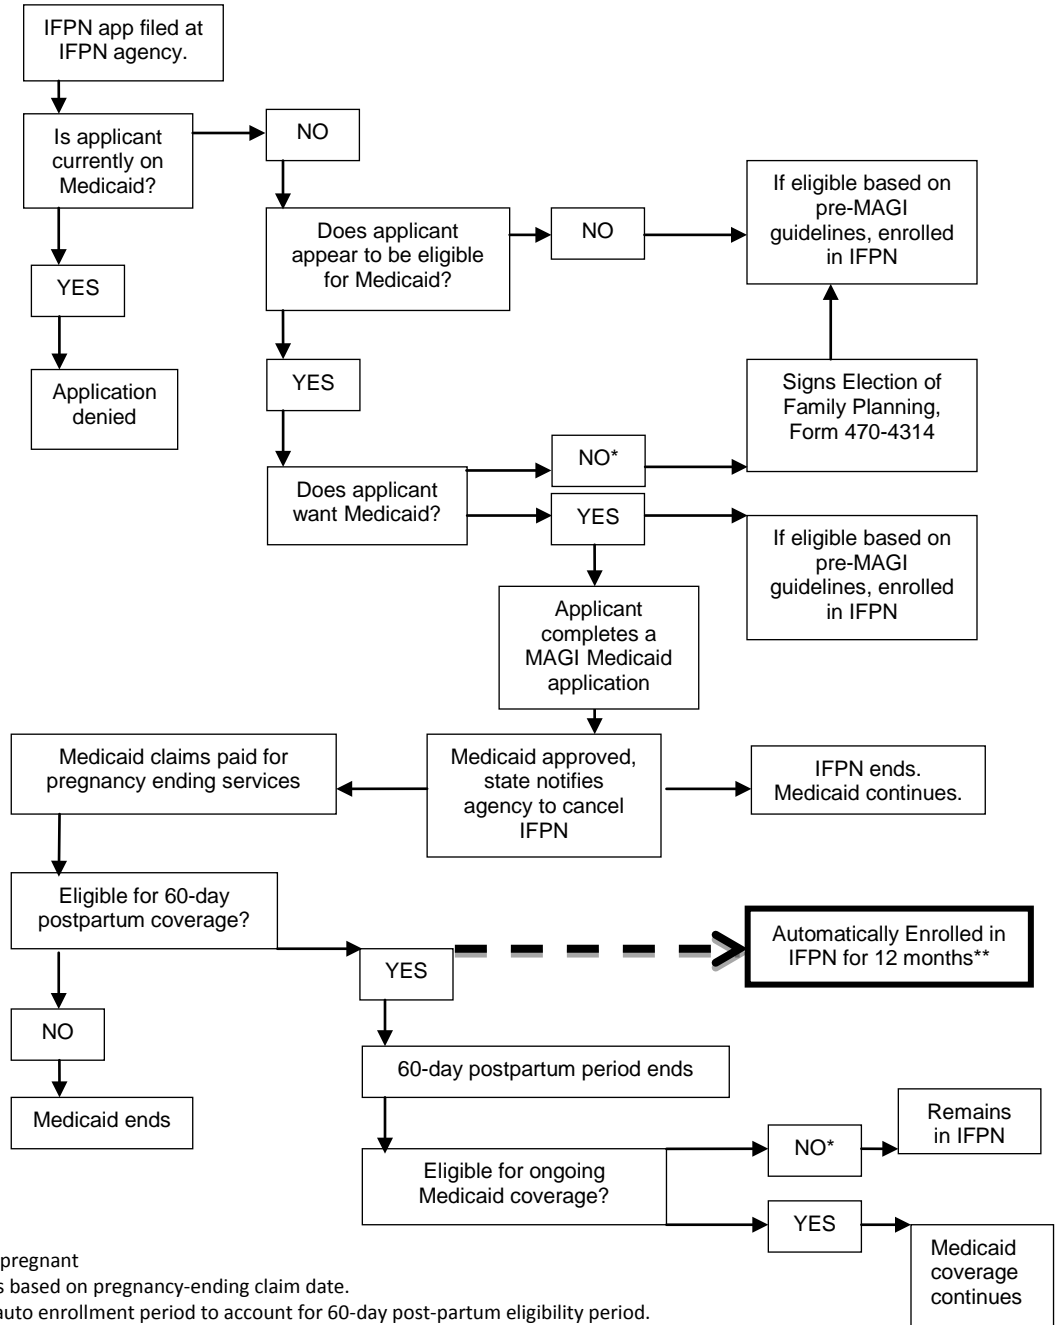 IFPN app filed at
IFPN agency.
Is applicant
currently on
Medicaid?
NO
YES
Application
denied
Does applicant
appear to be eligible
for Medicaid?
NO
If eligible based on
pre-MAGI
guidelines, enrolled
in IFPN
YES
Signs Election of
Family Planning,
Form 470-4314
Does applicant
want Medicaid?
NO*
YES
If eligible based on
pre-MAGI
guidelines, enrolled
in IFPN
Applicant
completes a
MAGI Medicaid
application
Medicaid approved,
state notifies
agency to cancel
IFPN
IFPN ends.
Medicaid continues.
Medicaid claims paid for
pregnancy ending services
Eligible for 60-day
postpartum coverage?
YES
Automatically Enrolled in
IFPN for 12 months**
NO
Medicaid ends
60-day postpartum period ends
Eligible for ongoing
Medicaid coverage?
NO*
Remains
in IFPN
YES
Medicaid
coverage
continues
pregnant
s based on pregnancy-ending claim date.
auto enrollment period to account for 60-day post-partum eligibility period.